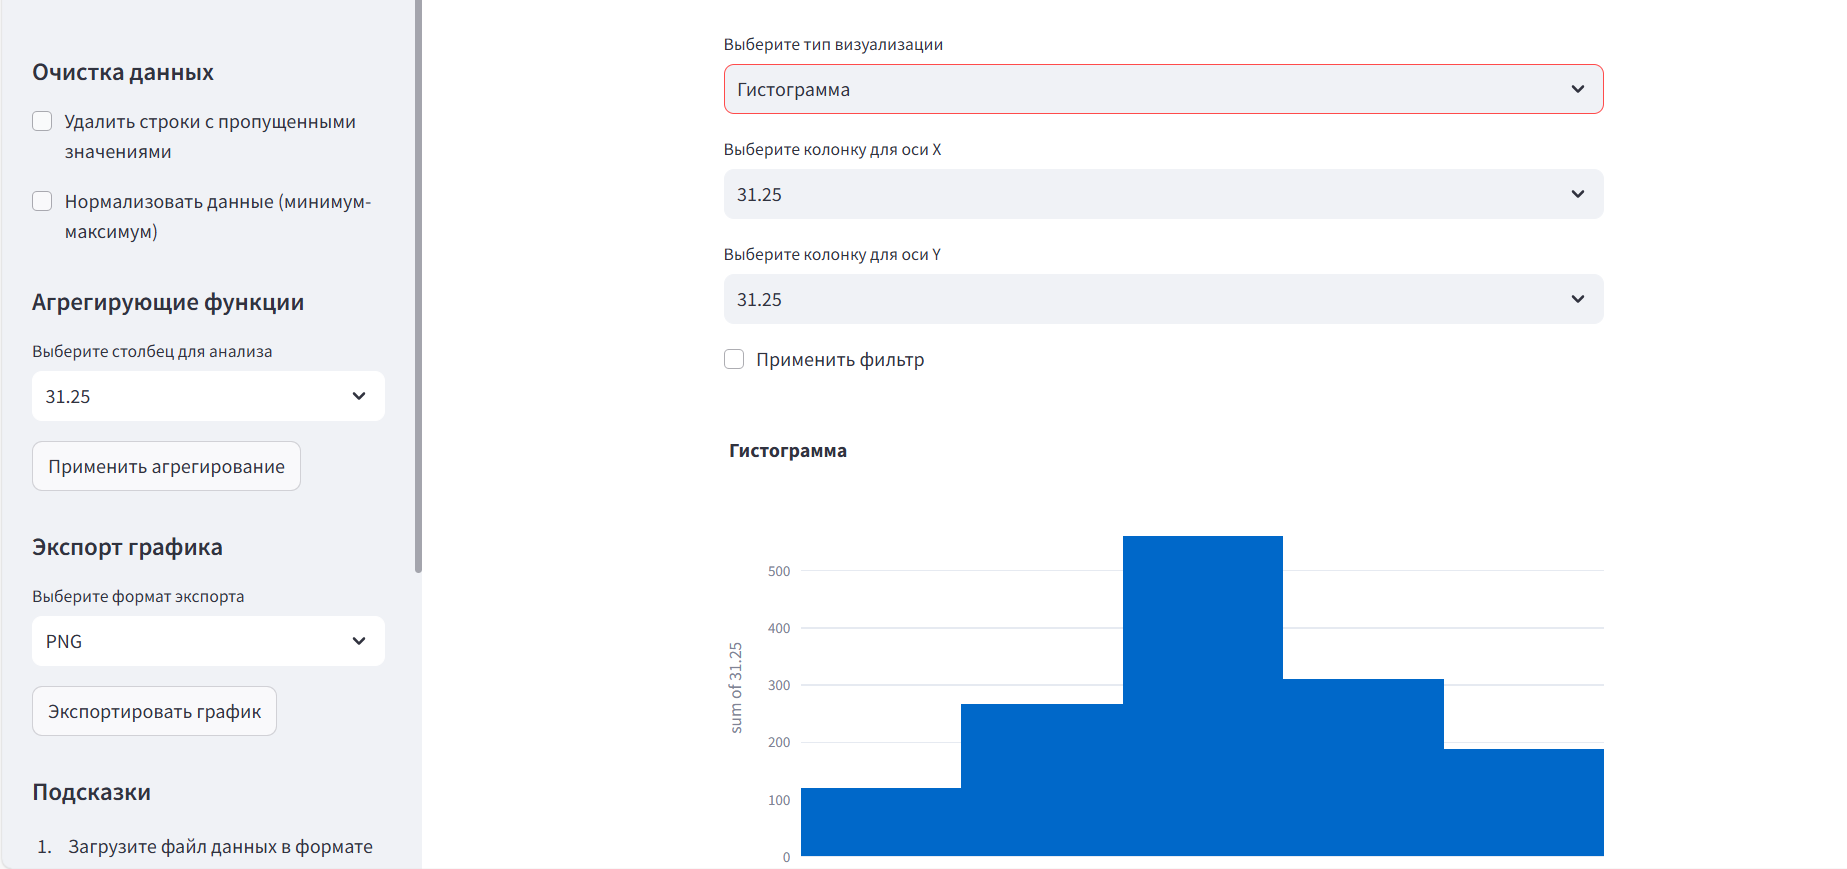 Очистка данных
Удалить строки с пропущенными
значениями
Нормализовать данные (минимум-
максимум)
Агрегирующие функции
Выберите столбец для анализа
31.25
Применить агрегирование
Экспорт графика
Выберите формат экспорта
PNG
Экспортировать график
Подсказки
1. Загрузите файл данных в формате
Выберите тип визуализации
Гистограмма
Выберите колонку для оси X
31.25
Выберите колонку для оси Y
31.25
Применить фильтр
Гистограмма
sum of 31.25
500
400
300
200
100
0